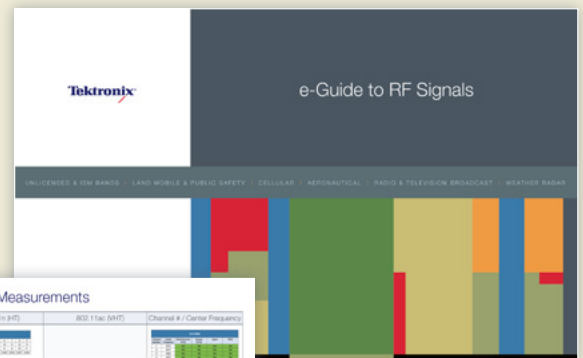 Tektronix
e-Guide to RF Signals
UNLICENSED & ISM BANDS | LAND MOBILE & PUBLIC SAFETY | CELLULAR | AERONAUTICAL | RADIO & TELEVISION BROADCAST | WEATHER RADAR
Measurements
(HT)
802.11ac (VHT)
Channel # / Center Frequency